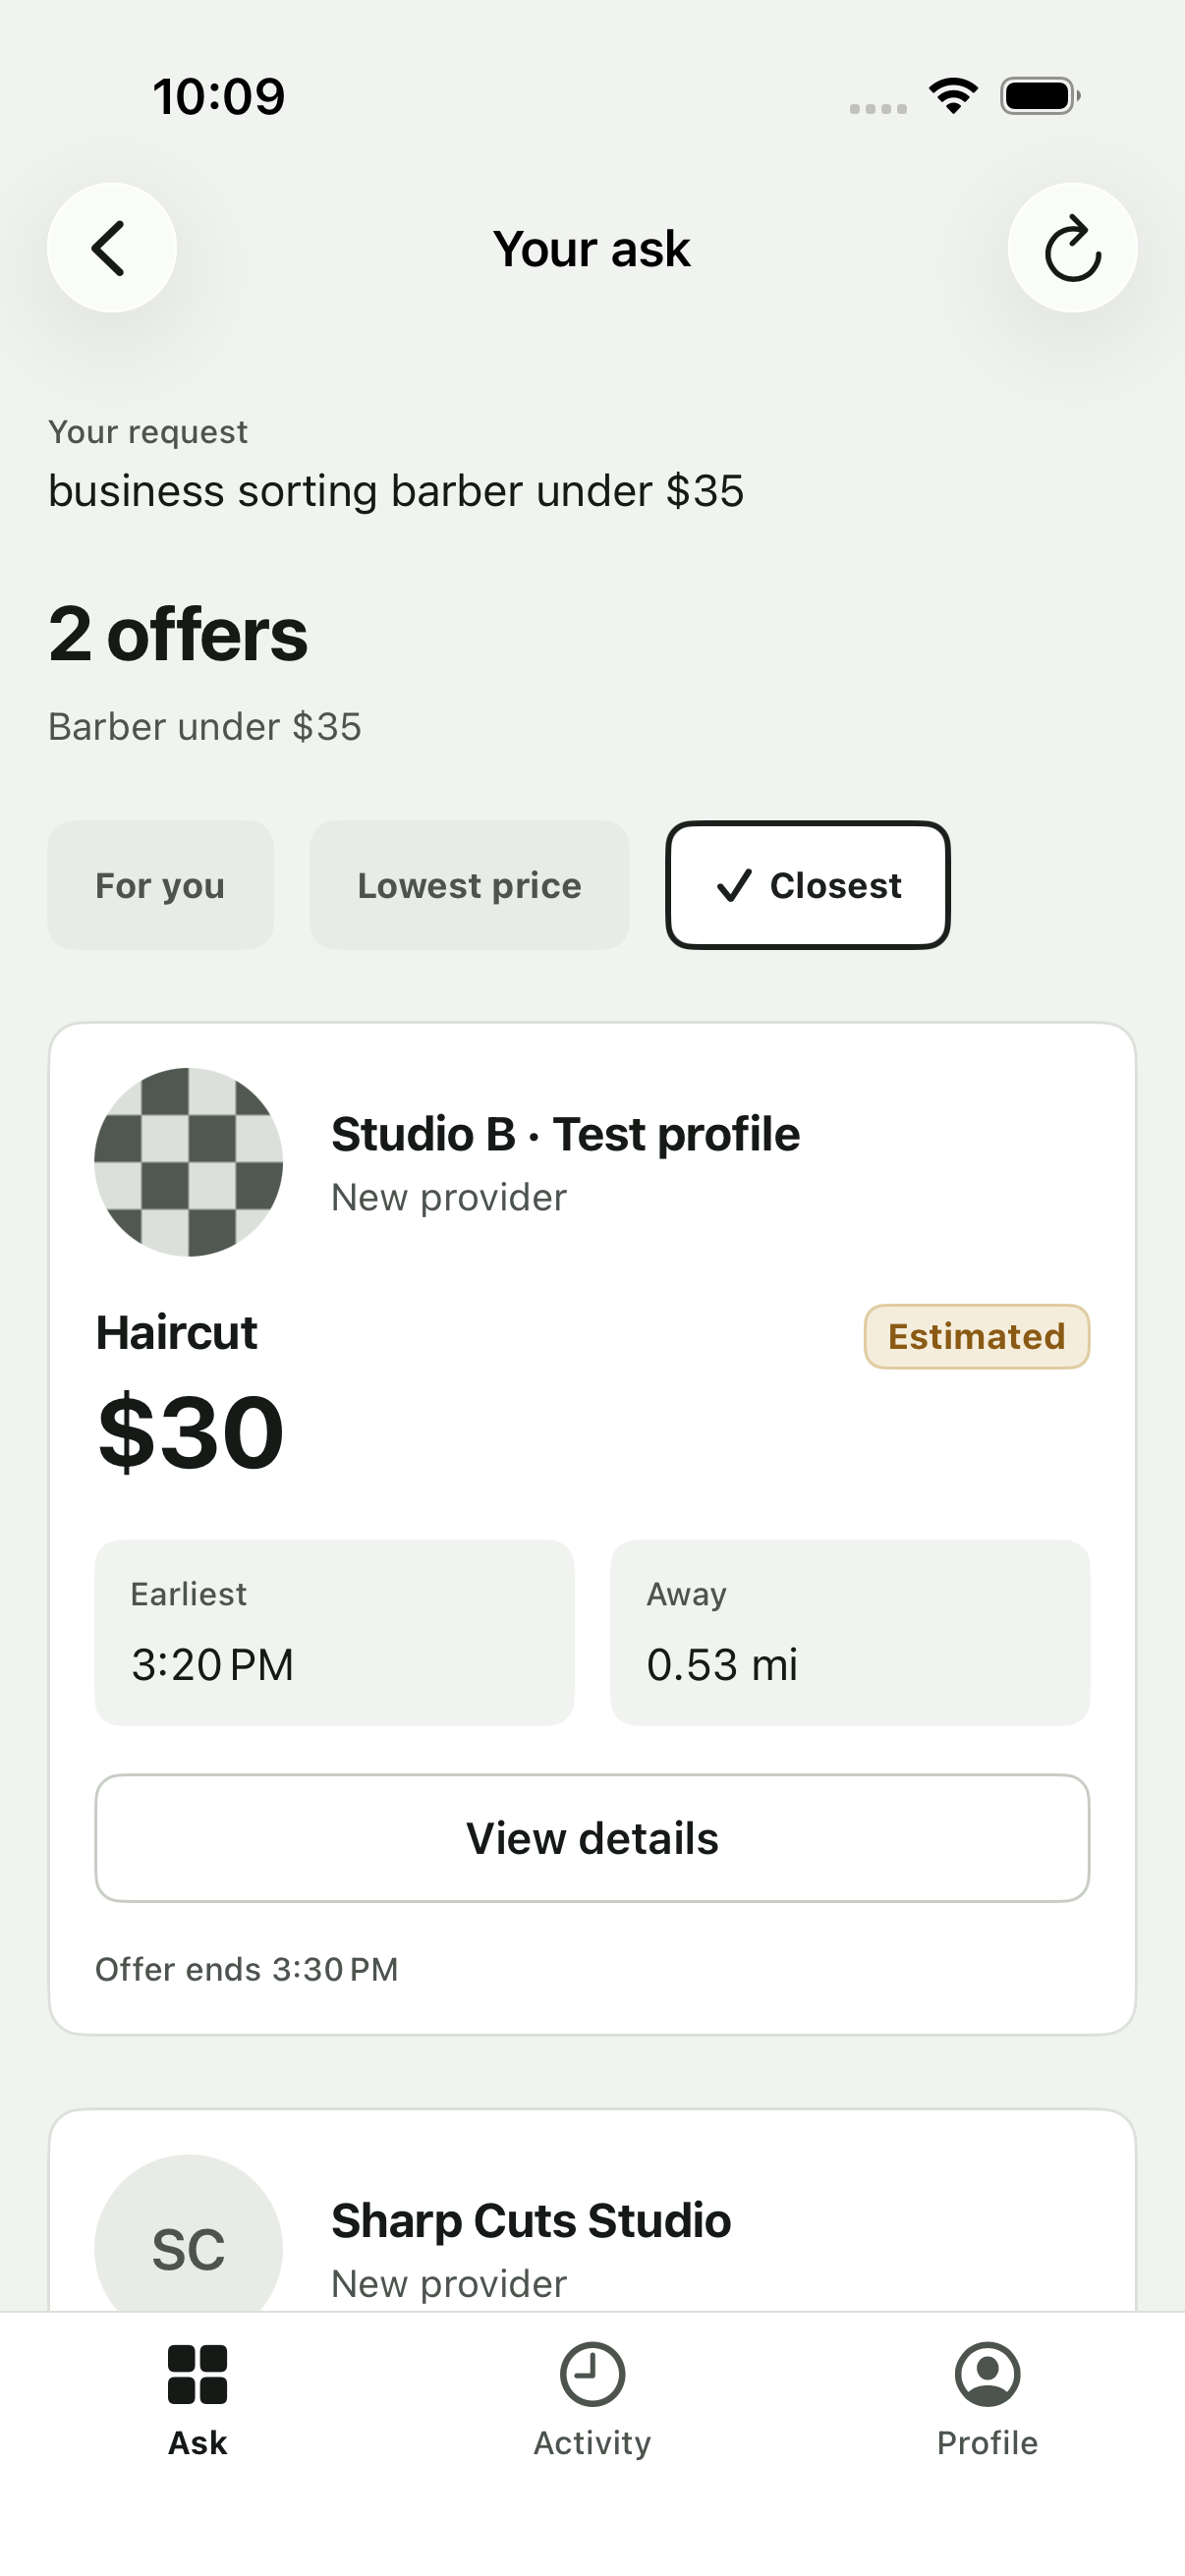 10:09
Your ask
Your request
business sorting barber under $35
2 offers
Barber under $35
For you
Lowest price
Closest
Studio B · Test profile
New provider
Haircut
Estimated
$30
Earliest
3:20 PM
Away
0.53 mi
View details
Offer ends 3:30 PM
SC
Sharp Cuts Studio
New provider
Ask
Activity
Profile